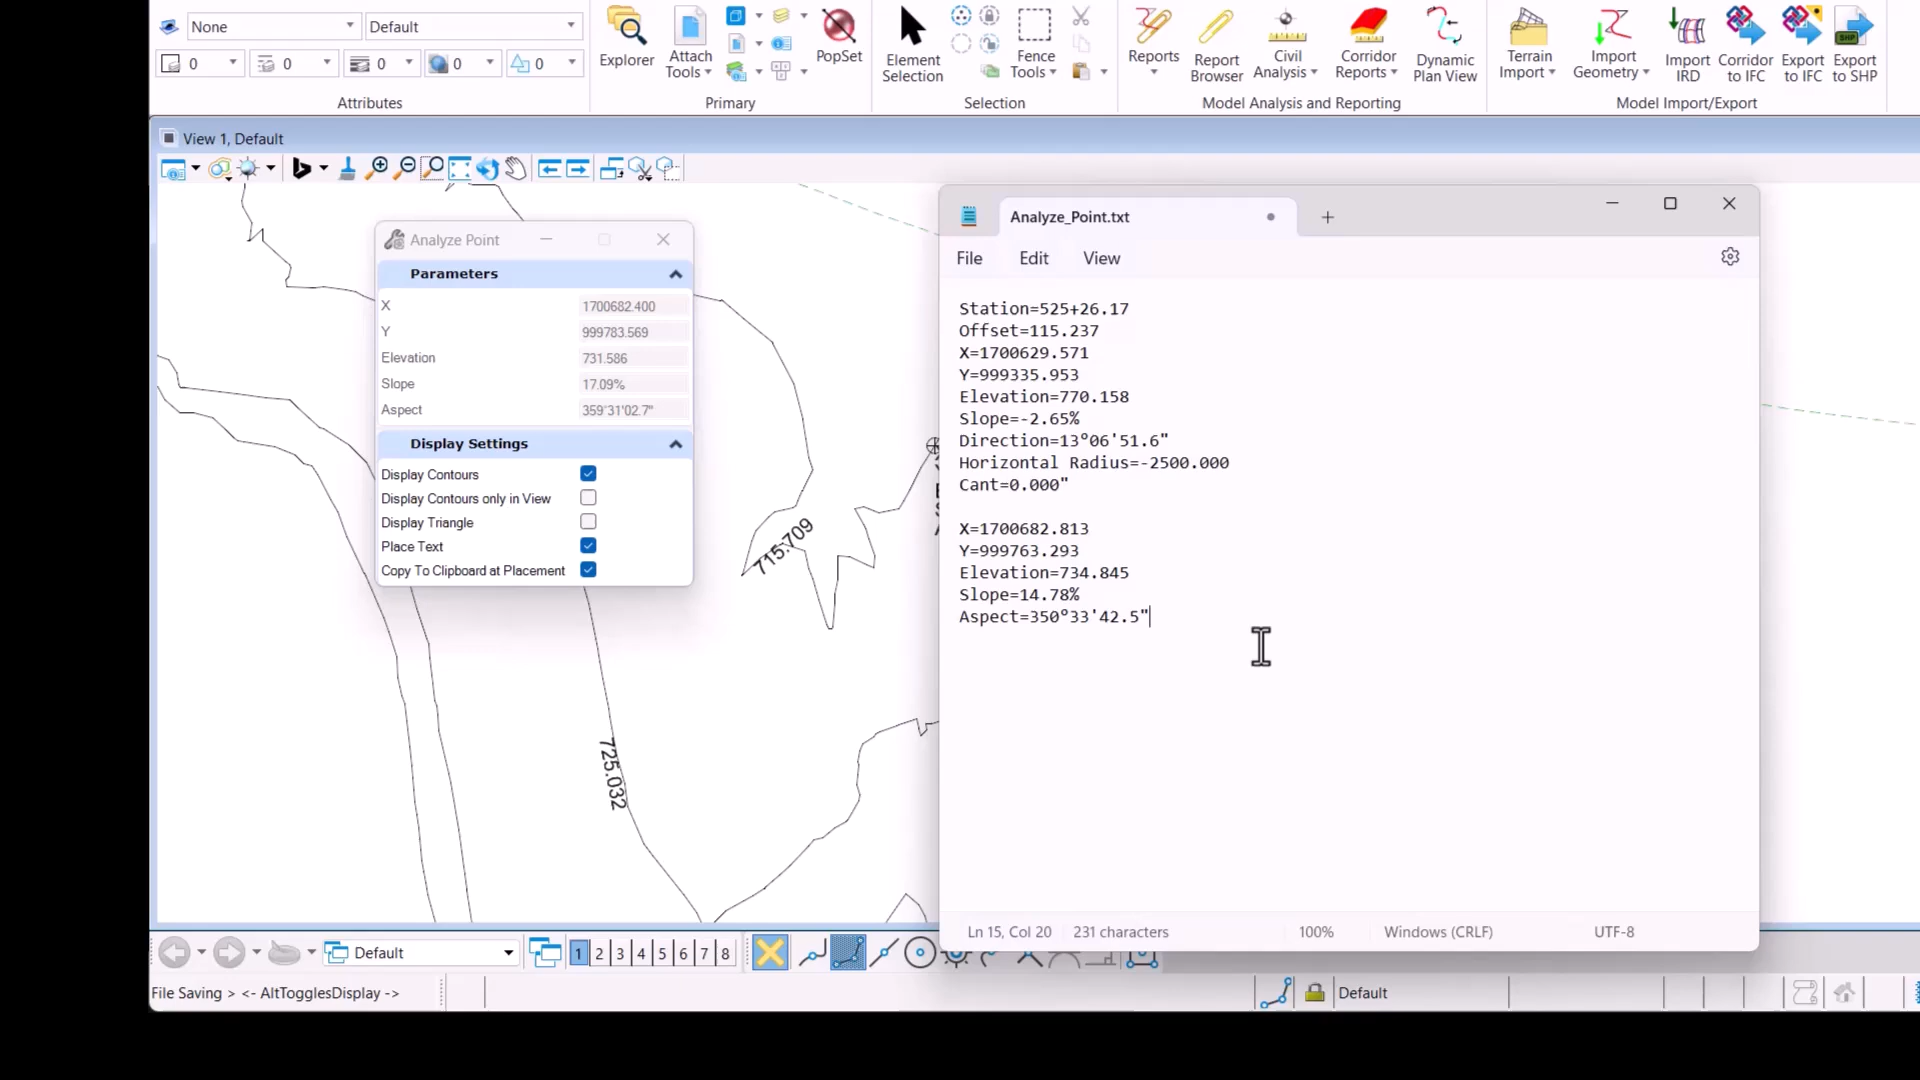 None
Default
0
0
0
0
0
Attributes
Explorer
Attach
Tools
PopSet
Primary
Element
Selection
Fence
Tools
Selection
Reports
Report
Browser
Civil
Analysis
Corridor
Reports
Dynamic
Plan View
Model Analysis and Reporting
Terrain
Import
Import
Geometry
Import
IRD
Corridor
to IFC
Export
to IFC
Export
to SHP
SHP
Model Import/Export
View 1, Default
Analyze Point
Parameters
X 1700682.400
Y 999783.569
Elevation 731.586
Slope 17.09%
Aspect 359°31'02.7"
Display Settings
Display Contours
Display Contours only in View
Display Triangle
Place Text
Copy To Clipboard at Placement
715.709
725.032
Analyze_Point.txt
File Edit View
Station=525+26.17
Offset=115.237
X=1700629.571
Y=999335.953
Elevation=770.158
Slope=-2.65%
Direction=13°06'51.6"
Horizontal Radius=-2500.000
Cant=0.000"
X=1700682.813
Y=999763.293
Elevation=734.845
Slope=14.78%
Aspect=350°33'42.5"
Ln 15, Col 20 231 characters 100% Windows (CRLF) UTF-8
Default
1 2 3 4 5 6 7 8
File Saving > <- AltTogglesDisplay ->
Default